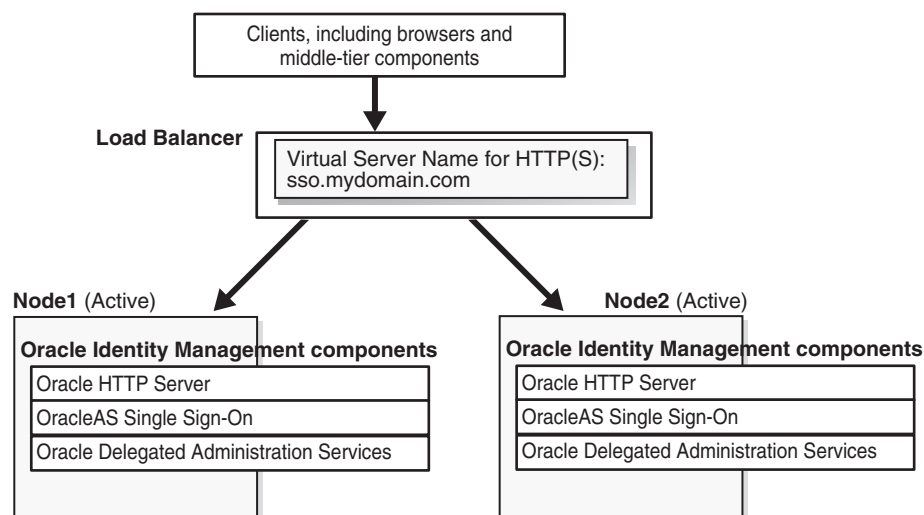 Clients, including browsers and
middle-tier components
Load Balancer
Virtual Server Name for HTTP(S):
sso.mydomain.com
Node1 (Active)
Oracle Identity Management components
Oracle HTTP Server
OracleAS Single Sign-On
Oracle Delegated Administration Services
Node2 (Active)
Oracle Identity Management components
Oracle HTTP Server
OracleAS Single Sign-On
Oracle Delegated Administration Services